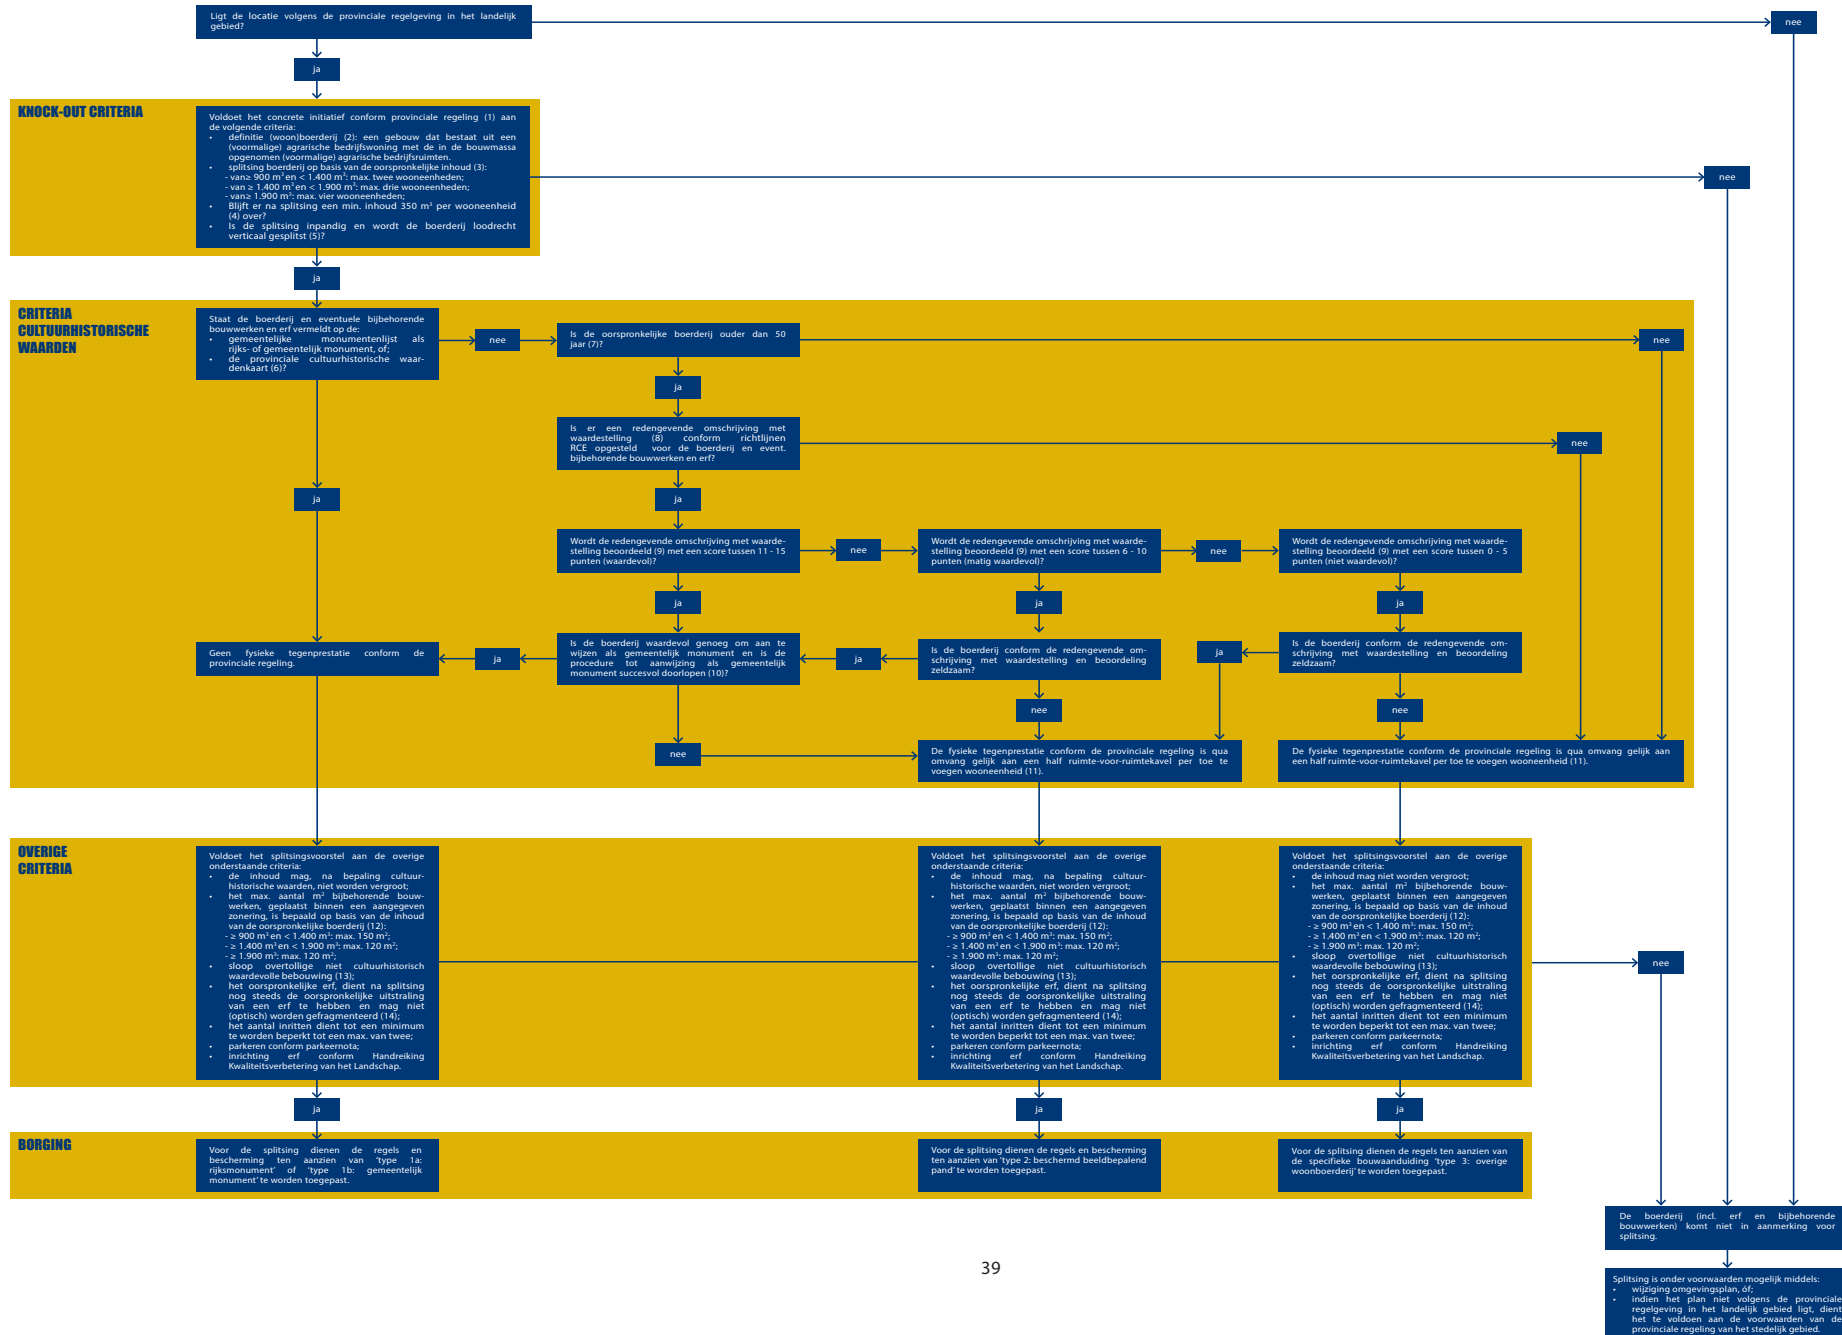 Ligt de locatie volgens de provinciale regelgeving in het landelijk
gebied?
nee
ja
KNOCK-OUT CRITERIA
Voldoet het concrete initiatief conform provinciale regeling (1) aan
de volgende criteria:
• definitie (woon)boerderij (2): een gebouw dat bestaat uit een
(voormalige) agrarische bedrijfswoning met de in de bouwmassa
opgenomen (voormalige) agrarische bedrijfsruimten.
• splitsing boerderij op basis van de oorspronkelijke inhoud (3):
- van≥ 900 m³ en < 1.400 m³: max. twee wooneenheden;
- van ≥ 1.400 m³ en < 1.900 m³: max. drie wooneenheden;
- van≥ 1.900 m³: max. vier wooneenheden;
• Blijft er na splitsing een min. inhoud 350 m³ per wooneenheid
(4) over?
• Is de splitsing inpandig en wordt de boerderij loodrecht
verticaal gesplitst (5)?
nee
ja
CRITERIA
CULTUURHISTORISCHE
WAARDEN
Staat de boerderij en eventuele bijbehorende
bouwwerken en erf vermeldt op de:
• gemeentelijke monumentenlijst als
rijks- of gemeentelijk monument, of;
• de provinciale cultuurhistorische waar-
denkaart (6)?
nee
Is de oorspronkelijke boerderij ouder dan 50
jaar (7)?
nee
ja
Is er een redengevende omschrijving met
waardestelling (8) conform richtlijnen
RCE opgesteld voor de boerderij en event.
bijbehorende bouwwerken en erf?
nee
ja
ja
Wordt de redengevende omschrijving met waarde-
stelling beoordeeld (9) met een score tussen 11 - 15
punten (waardevol)?
nee
Wordt de redengevende omschrijving met waarde-
stelling beoordeeld (9) met een score tussen 6 - 10
punten (matig waardevol)?
nee
Wordt de redengevende omschrijving met waarde-
stelling beoordeeld (9) met een score tussen 0 - 5
punten (niet waardevol)?
ja
ja
ja
Geen fysieke tegenprestatie conform de
provinciale regeling.
ja
Is de boerderij waardevol genoeg om aan te
wijzen als gemeentelijk monument en is de
procedure tot aanwijzing als gemeentelijk
monument succesvol doorlopen (10)?
ja
Is de boerderij conform de redengevende om-
schrijving met waardestelling en beoordeling
zeldzaam?
ja
Is de boerderij conform de redengevende om-
schrijving met waardestelling en beoordeling
zeldzaam?
nee
nee
nee
De fysieke tegenprestatie conform de provinciale regeling is qua
omvang gelijk aan een half ruimte-voor-ruimtekavel per toe te
voegen wooneenheid (11).
De fysieke tegenprestatie conform de provinciale regeling is qua omvang gelijk aan
een half ruimte-voor-ruimtekavel per toe te voegen wooneenheid (11).
OVERIGE
CRITERIA
Voldoet het splitsingsvoorstel aan de overige
onderstaande criteria:
• de inhoud mag, na bepaling cultuur-
historische waarden, niet worden vergroot;
• het max. aantal m² bijbehorende bouw-
werken, geplaatst binnen een aangegeven
zonering, is bepaald op basis van de inhoud
van de oorspronkelijke boerderij (12):
- ≥ 900 m³ en < 1.400 m³: max. 150 m²;
- ≥ 1.400 m³ en < 1.900 m³: max. 120 m²;
- ≥ 1.900 m³: max. 120 m²;
• sloop overtollige niet cultuurhistorisch
waardevolle bebouwing (13);
• het oorspronkelijke erf, dient na splitsing
nog steeds de oorspronkelijke uitstraling
van een erf te hebben en mag niet
(optisch) worden gefragmenteerd (14);
• het aantal inritten dient tot een minimum
te worden beperkt tot een max. van twee;
• parkeren conform parkeernota;
• inrichting erf conform Handreiking
Kwaliteitsverbetering van het Landschap.
Voldoet het splitsingsvoorstel aan de overige
onderstaande criteria:
• de inhoud mag, na bepaling cultuur-
historische waarden, niet worden vergroot;
• het max. aantal m² bijbehorende bouw-
werken, geplaatst binnen een aangegeven
zonering, is bepaald op basis van de inhoud
van de oorspronkelijke boerderij (12):
- ≥ 900 m³ en < 1.400 m³: max. 150 m²;
- ≥ 1.400 m³ en < 1.900 m³: max. 120 m²;
- ≥ 1.900 m³: max. 120 m²;
• sloop overtollige niet cultuurhistorisch
waardevolle bebouwing (13);
• het oorspronkelijke erf, dient na splitsing
nog steeds de oorspronkelijke uitstraling
van een erf te hebben en mag niet
(optisch) worden gefragmenteerd (14);
• het aantal inritten dient tot een minimum
te worden beperkt tot een max. van twee;
• parkeren conform parkeernota;
• inrichting erf conform Handreiking
Kwaliteitsverbetering van het Landschap.
Voldoet het splitsingsvoorstel aan de overige
onderstaande criteria:
• de inhoud mag niet worden vergroot;
• het max. aantal m² bijbehorende bouw-
werken, geplaatst binnen een aangegeven
zonering, is bepaald op basis van de inhoud
van de oorspronkelijke boerderij (12):
- ≥ 900 m³ en < 1.400 m³: max. 150 m²;
- ≥ 1.400 m³ en < 1.900 m³: max. 120 m²;
- ≥ 1.900 m³: max. 120 m²;
• sloop overtollige niet cultuurhistorisch
waardevolle bebouwing (13);
• het oorspronkelijke erf, dient na splitsing
nog steeds de oorspronkelijke uitstraling
van een erf te hebben en mag niet
(optisch) worden gefragmenteerd (14);
• het aantal inritten dient tot een minimum
te worden beperkt tot een max. van twee;
• parkeren conform parkeernota;
• inrichting erf conform Handreiking
Kwaliteitsverbetering van het Landschap.
nee
ja
ja
ja
BORGING
Voor de splitsing dienen de regels en
bescherming ten aanzien van ‘type 1a:
rijksmonument’ of ‘type 1b: gemeentelijk
monument’ te worden toegepast.
Voor de splitsing dienen de regels en bescherming
ten aanzien van ‘type 2: beschermd beeldbepalend
pand’ te worden toegepast.
Voor de splitsing dienen de regels ten aanzien van
de specifieke bouwaanduiding ‘type 3: overige
woonboerderij’ te worden toegepast.
De boerderij (incl. erf en bijbehorende
bouwwerken) komt niet in aanmerking voor
splitsing.
Splitsing is onder voorwaarden mogelijk middels:
• wijziging omgevingsplan, óf;
• indien het plan niet volgens de provinciale
regelgeving in het landelijk gebied ligt, dient
het te voldoen aan de voorwaarden van de
provinciale regeling van het stedelijk gebied.
39